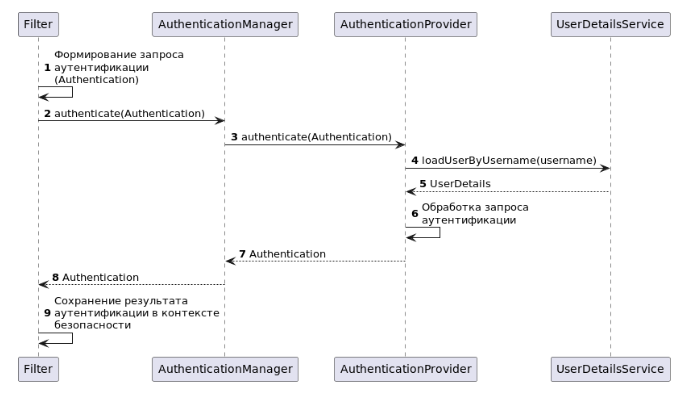 Filter
AuthenticationManager
AuthenticationProvider
UserDetailsService
Формирование запроса
1 аутентификации
(Authentication)
2 authenticate(Authentication)
3 authenticate(Authentication)
4 loadUserByUsername(username)
5 UserDetails
Обработка запроса
6 аутентификации
7 Authentication
8 Authentication
Сохранение результата
9 аутентификации в контексте
безопасности
Filter
AuthenticationManager
AuthenticationProvider
UserDetailsService